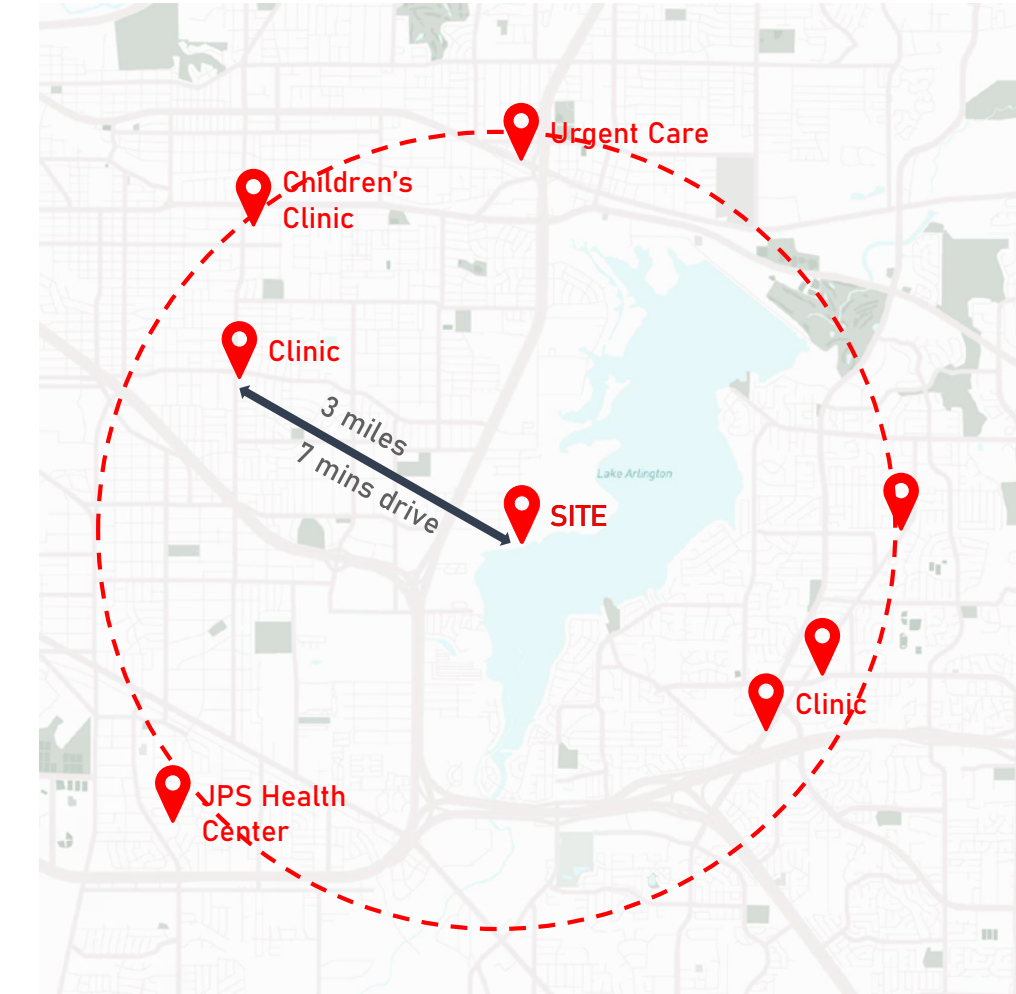 Urgent Care
Children's
Clinic
Clinic
3 miles
7 mins drive
Lake Arlington
SITE
Clinic
JPS Health
Center